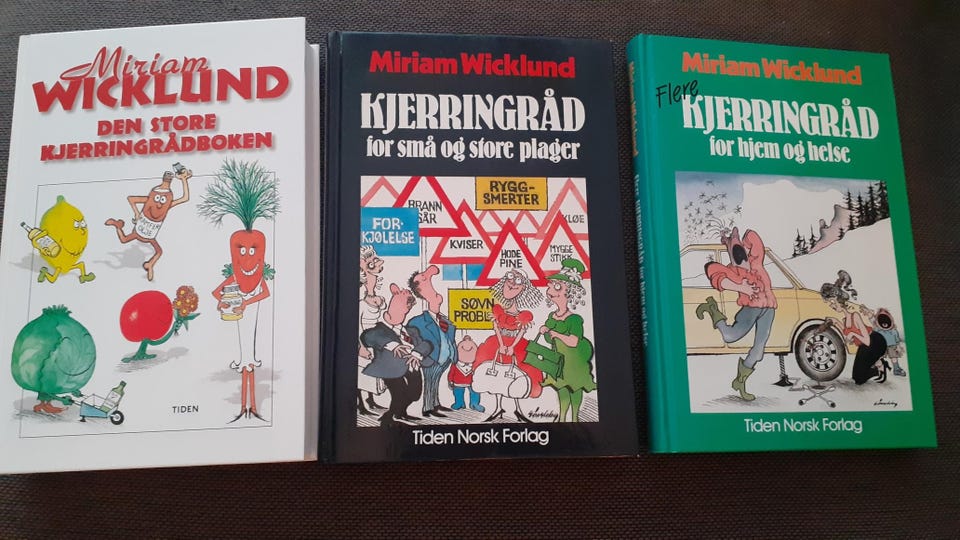 Miriam
WICKLUND
DEN STORE
KJERRINGRÅDBOKEN
TIDEN
Miriam Wicklund
KJERRINGRÅD
for små og store plager
RYGG-
SMERTER
BRANN
SÅR
FOR-
KJØLELSE
KVISER
KLØE
HODE
PINE
MYGG
STIKK
SØVN
PROBLE
Tiden Norsk Forlag
Miriam Wicklund
Flere
KJERRINGRÅD
for hjem og helse
Tiden Norsk Forlag